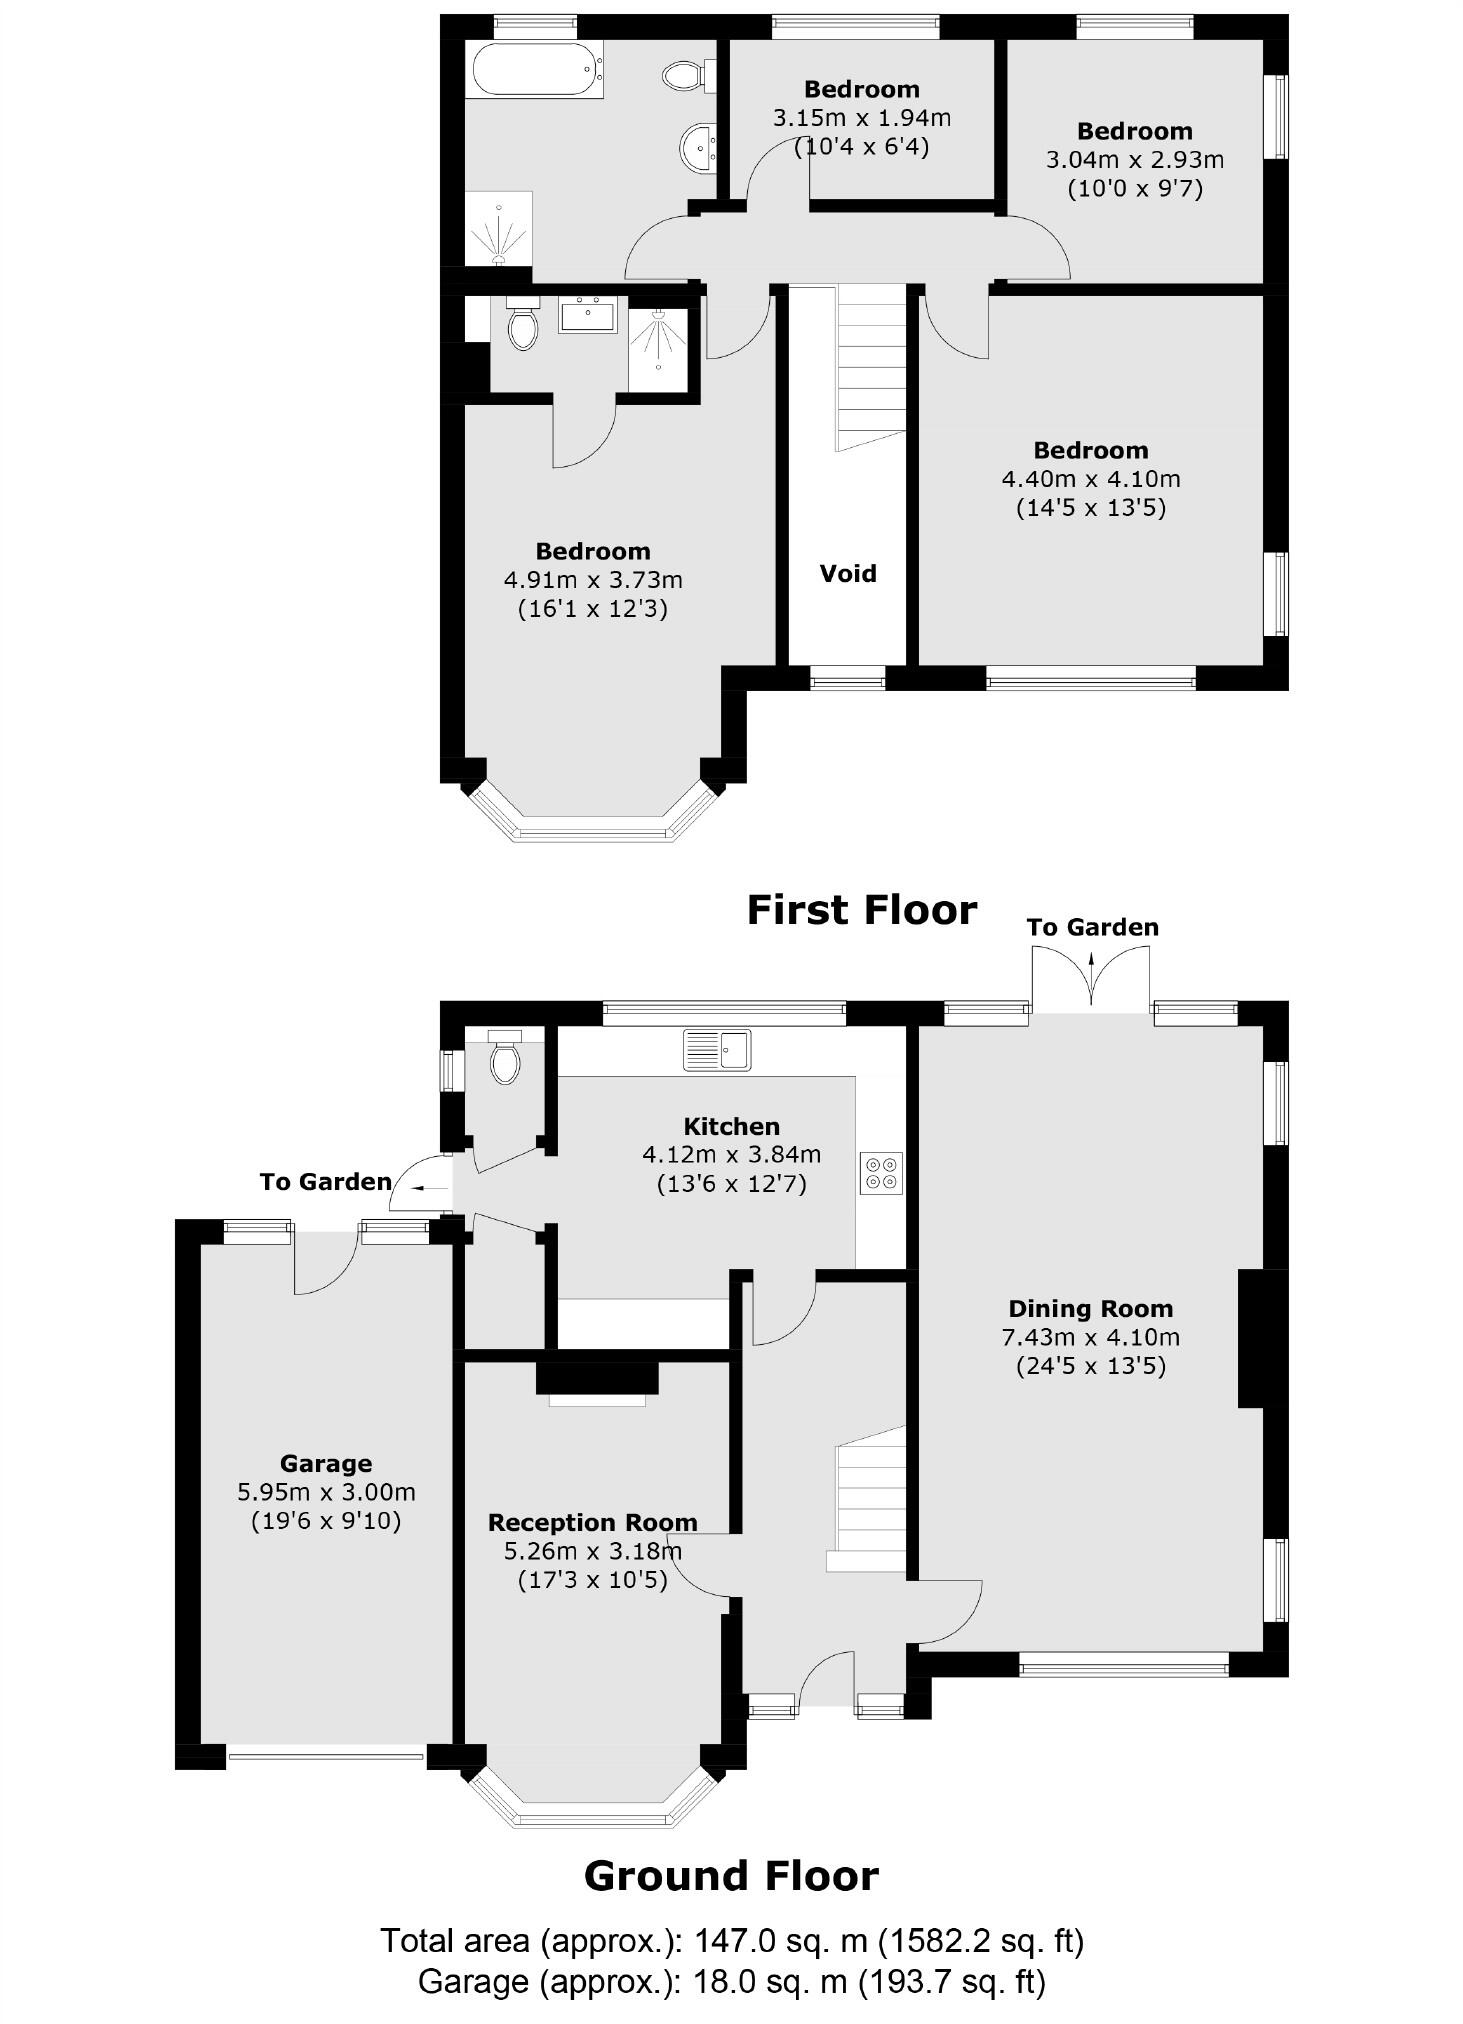 Bedroom
3.15m x 1.94m
(10'4 x 6'4)
Bedroom
3.04m x 2.93m
(10'0 x 9'7)
Bedroom
4.40m x 4.10m
(14'5 x 13'5)
Bedroom
4.91m x 3.73m
(16'1 x 12'3)
Void
First Floor
To Garden
Kitchen
4.12m x 3.84m
(13'6 x 12'7)
To Garden
Dining Room
7.43m x 4.10m
(24'5 x 13'5)
Garage
5.95m x 3.00m
(19'6 x 9'10)
Reception Room
5.26m x 3.18m
(17'3 x 10'5)
Ground Floor
Total area (approx.): 147.0 sq. m (1582.2 sq. ft)
Garage (approx.): 18.0 sq. m (193.7 sq. ft)